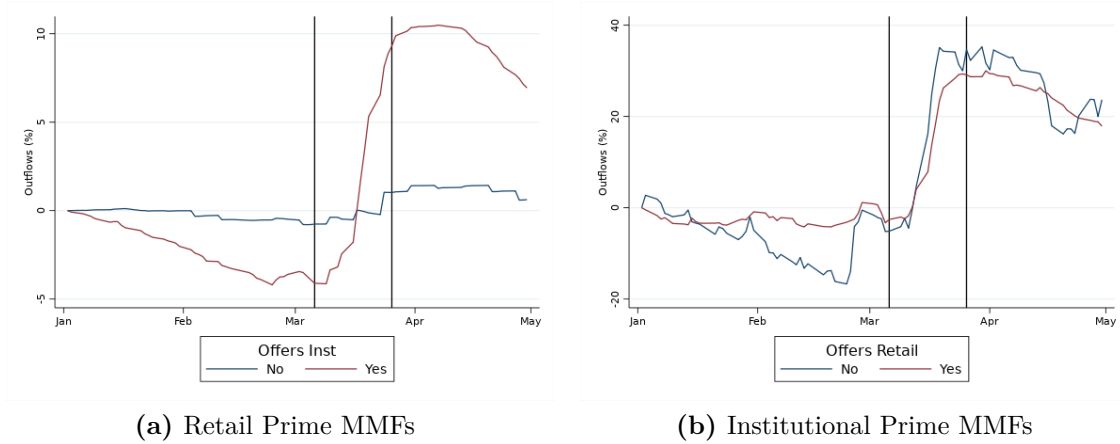 10
5
0
-5
Outflows (%)
Jan Feb Mar Apr May
Offers Inst
No Yes
(a) Retail Prime MMFs
40
20
0
-20
Outflows (%)
Jan Feb Mar Apr May
Offers Retail
No Yes
(b) Institutional Prime MMFs